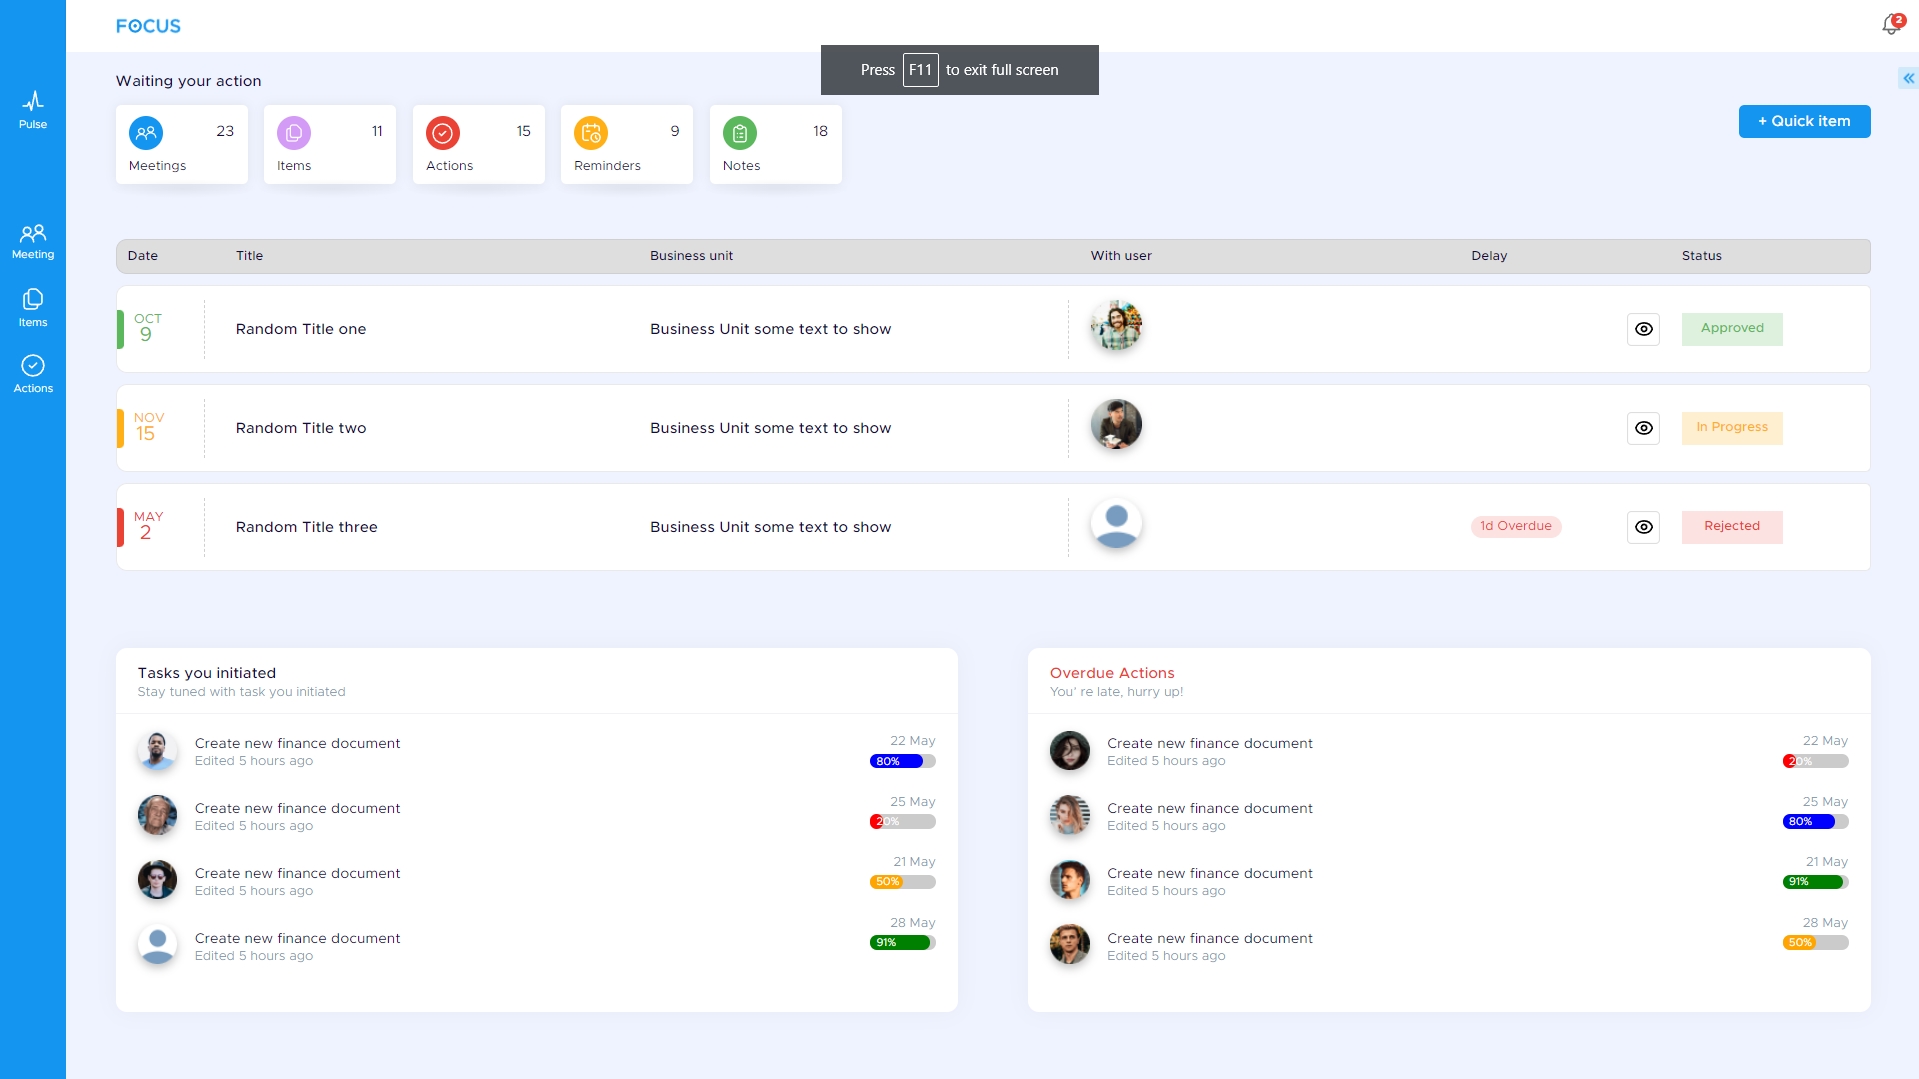 FOCUS
2
Press F11 to exit full screen
Waiting your action
Pulse
23
Meetings
11
Items
15
Actions
9
Reminders
18
Notes
+ Quick item
Meeting
Items
Actions
Date Title Business unit With user Delay Status
OCT
9
Random Title one Business Unit some text to show Approved
NOV
15
Random Title two Business Unit some text to show In Progress
MAY
2
Random Title three Business Unit some text to show 1d Overdue Rejected
Tasks you initiated
Stay tuned with task you initiated
Create new finance document
Edited 5 hours ago
22 May
80%
Create new finance document
Edited 5 hours ago
25 May
20%
Create new finance document
Edited 5 hours ago
21 May
50%
Create new finance document
Edited 5 hours ago
28 May
91%
Overdue Actions
You' re late, hurry up!
Create new finance document
Edited 5 hours ago
22 May
20%
Create new finance document
Edited 5 hours ago
25 May
80%
Create new finance document
Edited 5 hours ago
21 May
91%
Create new finance document
Edited 5 hours ago
28 May
50%